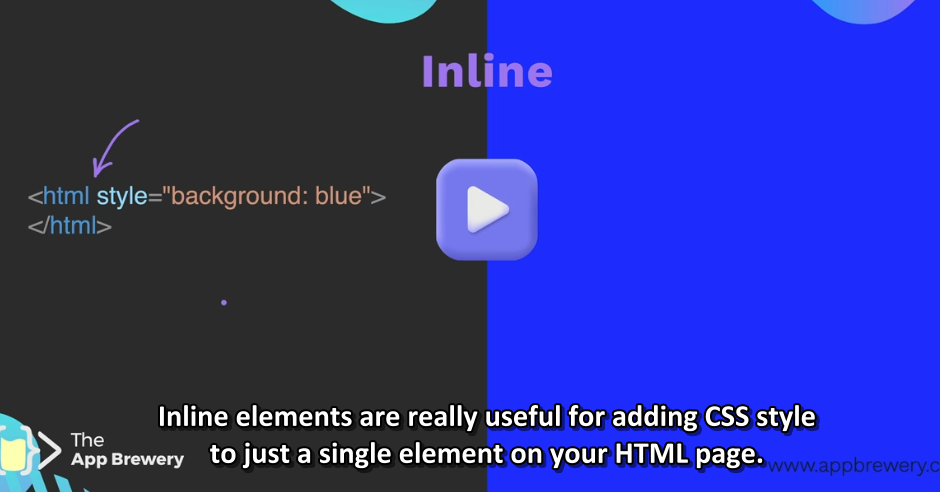 Inline
<html style="background: blue">
</html>
Inline elements are really useful for adding CSS style
to just a single element on your HTML page.
The
App Brewery
www.appbrewery.c